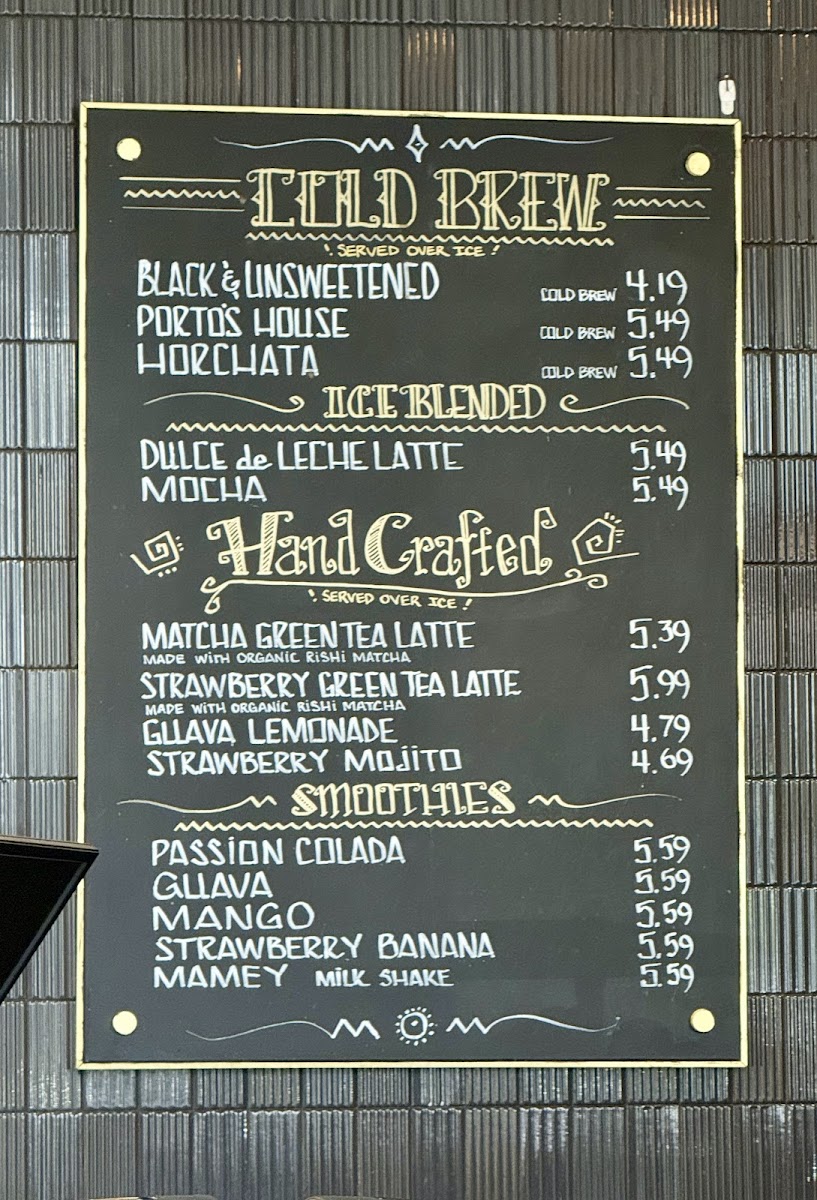 COLD BREW
! SERVED OVER ICE !
BLACK & UNSWEETENED COLD BREW 4.19
PORTO'S HOUSE COLD BREW 5.49
HORCHATA COLD BREW 5.49
ICE BLENDED
DULCE de LECHE LATTE 5.49
MOCHA 5.49
Hand Crafted
! SERVED OVER ICE !
MATCHA GREEN TEA LATTE 5.39
MADE WITH ORGANIC RISHI MATCHA
STRAWBERRY GREEN TEA LATTE 5.99
MADE WITH ORGANIC RISHI MATCHA
GUAVA LEMONADE 4.79
STRAWBERRY MOJITO 4.69
SMOOTHIES
PASSION COLADA 5.59
GUAVA 5.59
MANGO 5.59
STRAWBERRY BANANA 5.59
MAMEY MILK SHAKE 5.59